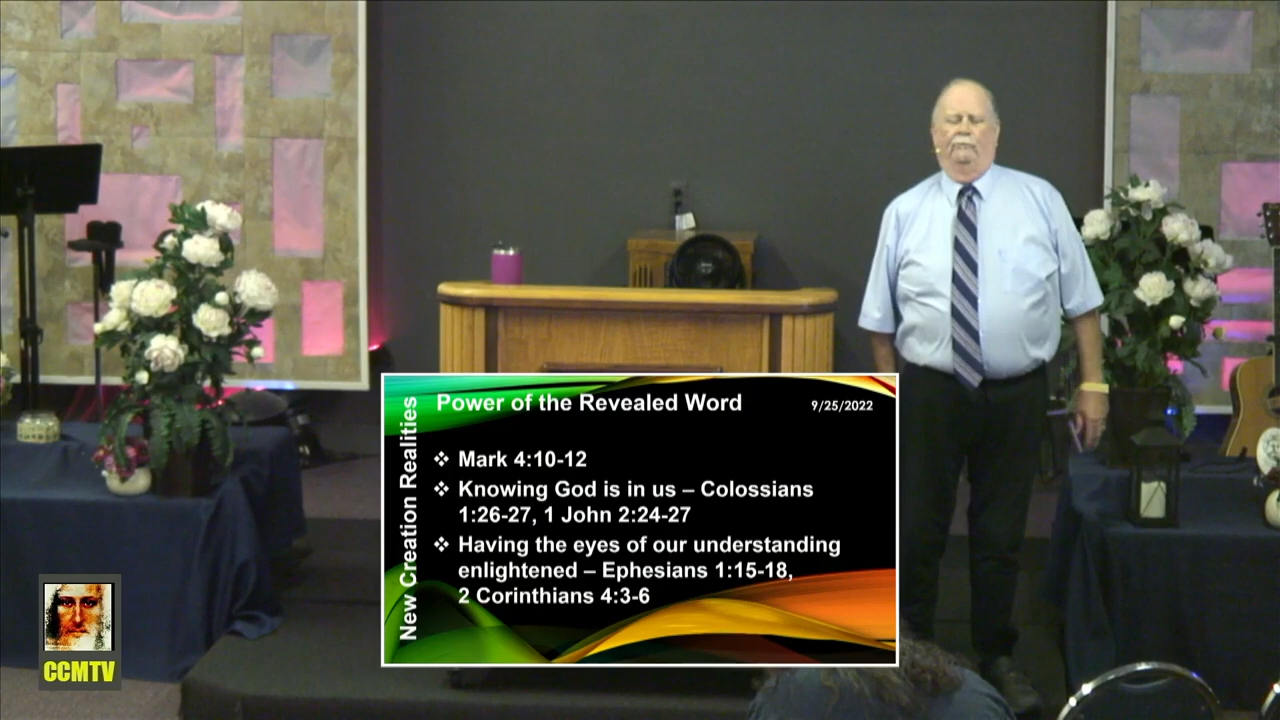 New Creation Realities
Power of the Revealed Word
9/25/2022
❖ Mark 4:10-12
❖ Knowing God is in us – Colossians
1:26-27, 1 John 2:24-27
❖ Having the eyes of our understanding
enlightened – Ephesians 1:15-18,
2 Corinthians 4:3-6
CCMTV